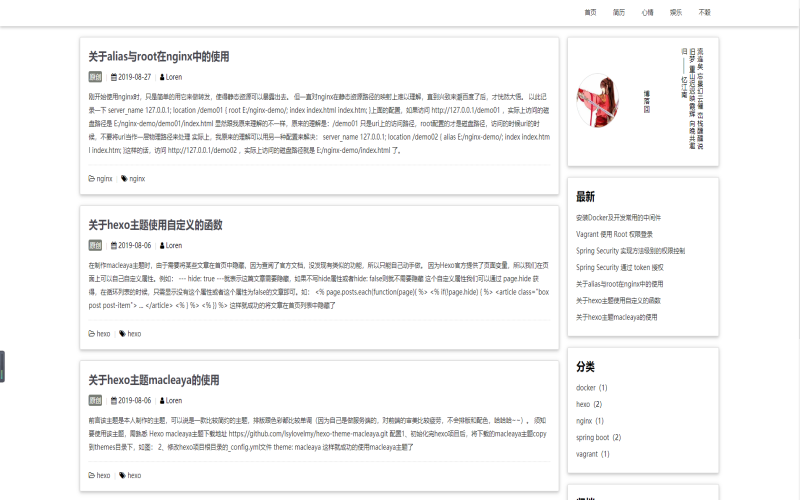 首页 简历 心情 娱乐 不毅
关于alias与root在nginx中的使用
原创 2019-08-27 Loren
刚开始使用nginx时，只是简单的用它来做转发，使得静态资源可以暴露出去。 但一直对nginx在静态资源路径的映射上难以理解，直到兴致来逛百度了后，才恍然大悟。 以此记
录一下 server_name 127.0.0.1; location /demo01 { root E:/nginx-demo/; index index.html index.htm; }上面的配置，如果访问 http://127.0.0.1/demo01 ，实际上访问的磁
盘路径是 E:/nginx-demo/demo01/index.html 显然跟我原来理解的不一样，原来的理解是：/demo01 只是url上的访问路径，root配置的才是磁盘路径，访问的时候url的时
候，不要将url当作一层物理路径来处理 实际上，我原来的理解可以用另一种配置来解决： server_name 127.0.0.1; location /demo02 { alias E:/nginx-demo/; index index.htm
l index.htm; }这样的话，访问 http://127.0.0.1/demo02 ，实际上访问的磁盘路径就是 E:/nginx-demo/index.html 了。
nginx nginx
关于hexo主题使用自定义的函数
原创 2019-08-06 Loren
在制作macleaya主题时，由于需要将某些文章在首页中隐藏，因为查阅了官方文档，没发现有类似的功能，所以只能自己动手做。 因为Hexo官方提供了页面变量，所以我们在页
面上可以自己自定义属性。例如： --- hide: true ---就表示这篇文章需要隐藏，如果不写hide属性或者hide: false则就不需要隐藏 这个自定义属性我们可以通过 page.hide 获
得，在循环列表的时候，只需显示没有这个属性或者这个属性为false的文章即可。如： <% page.posts.each(function(page){ %> <% if(!page.hide) { %> <article class="box
post post-item"> ... </article> <% } %> <% }) %> 这样就成功的将文章在首页列表中隐藏了
hexo hexo
关于hexo主题macleaya的使用
原创 2019-08-06 Loren
前言该主题是本人制作的主题，可以说是一款比较简约的主题，排版跟色彩都比较单调（因为自己是做服务端的，对前端的审美比较疲劳，不会排版和配色，哈哈哈~~）。 须知
要使用该主题，需熟悉 Hexo macleaya主题下载地址 https://github.com/lsylovelmy/hexo-theme-macleaya.git 配置1，初始化完hexo项目后，将下载的macleaya主题copy
到themes目录下，如图： 2，修改hexo项目根目录的_config.yml文件 theme: macleaya 这样就成功的使用macleaya主题了
hexo hexo
博落回
最新
安装Docker及开发常用的中间件
Vagrant 使用 Root 权限登录
Spring Security 实现方法级别的权限控制
Spring Security 通过 token 授权
关于alias与root在nginx中的使用
关于hexo主题使用自定义的函数
关于hexo主题macleaya的使用
分类
docker (1)
hexo (2)
nginx (1)
spring boot (2)
vagrant (1)